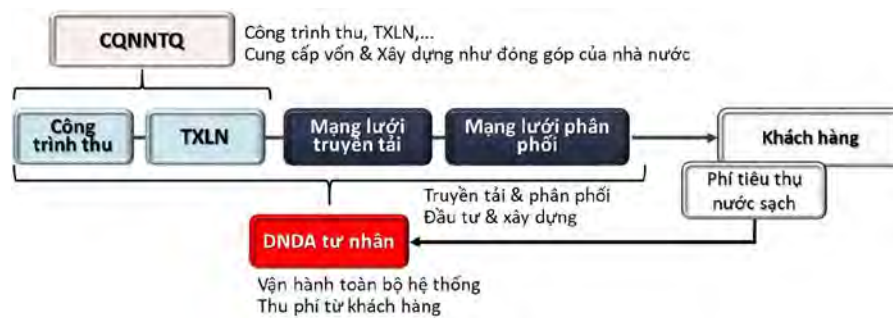 CQNNTQ
Công trình thu, TXLN,...
Cung cấp vốn & Xây dựng như đóng góp của nhà nước
Công
trình thu
TXLN
Mạng lưới
truyền tải
Mạng lưới phân
phối
Khách hàng
Phí tiêu thụ
nước sạch
Truyền tải & phân phối
Đầu tư & xây dựng
DNDA tư nhân
Vận hành toàn bộ hệ thống
Thu phí từ khách hàng